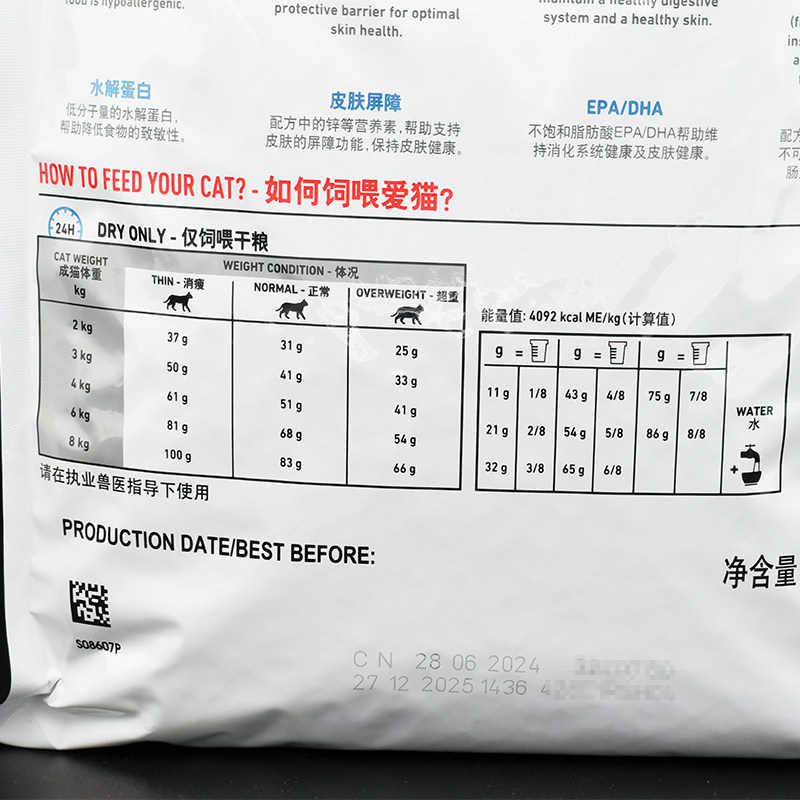 food is hypoallergenic.
protective barrier for optimal
skin health.
maintain a healthy digestive
system and a healthy skin.
水解蛋白
低分子量的水解蛋白，
帮助降低食物的致敏性。
皮肤屏障
配方中的锌等营养素，帮助支持
皮肤的屏障功能，保持皮肤健康。
EPA/DHA
不饱和脂肪酸EPA/DHA帮助维
持消化系统健康及皮肤健康。
HOW TO FEED YOUR CAT? - 如何饲喂爱猫?
24H
DRY ONLY - 仅饲喂干粮
CAT WEIGHT
成猫体重
kg
WEIGHT CONDITION - 体况
THIN - 消瘦 NORMAL - 正常 OVERWEIGHT - 超重
2 kg 37 g 31 g 25 g
3 kg 50 g 41 g 33 g
4 kg 61 g 51 g 41 g
6 kg 81 g 68 g 54 g
8 kg 100 g 83 g 66 g
请在执业兽医指导下使用
能量值: 4092 kcal ME/kg(计算值)
g = g = g =
11 g 1/8 43 g 4/8 75 g 7/8
21 g 2/8 54 g 5/8 86 g 8/8
32 g 3/8 65 g 6/8
WATER
水
+
PRODUCTION DATE/BEST BEFORE:
净含量
S08607P
CN 28 06 2024
27 12 2025 1436